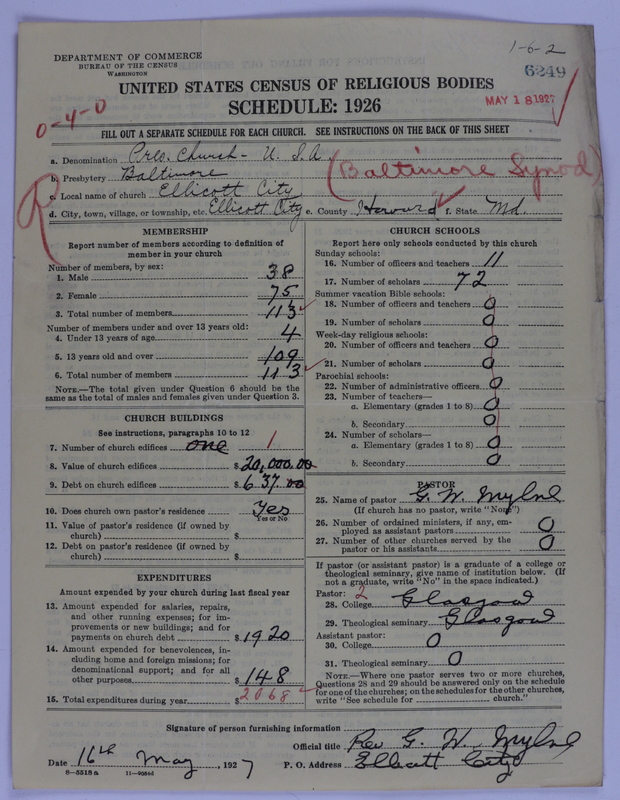 DEPARTMENT OF COMMERCE
BUREAU OF THE CENSUS
WASHINGTON
1-6-2
6249
UNITED STATES CENSUS OF RELIGIOUS BODIES
SCHEDULE: 1926
MAY 18 1927
0-4-0
FILL OUT A SEPARATE SCHEDULE FOR EACH CHURCH. SEE INSTRUCTIONS ON THE BACK OF THIS SHEET
a. Denomination Pres. Church - U. S. A.
b. Presbytery Baltimore (Baltimore Synod)
c. Local name of church Ellicott City
d. City, town, village, or township, etc. Ellicott City e. County Howard f. State Md.
MEMBERSHIP
Report number of members according to definition of
member in your church
Number of members, by sex:
1. Male 38
2. Female 75
3. Total number of members 113
Number of members under and over 13 years old:
4. Under 13 years of age 4
5. 13 years old and over 109
6. Total number of members 113
NOTE.—The total given under Question 6 should be
same as the total of males and females given under Question 3.
CHURCH BUILDINGS
See instructions, paragraphs 10 to 12
7. Number of church edifices one 1
8. Value of church edifices $20,000.00
9. Debt on church edifices $637.00
10. Does church own pastor's residence Yes
Yes or No
11. Value of pastor's residence (if owned by
church) $
12. Debt on pastor's residence (if owned by
church) $
EXPENDITURES
Amount expended by your church during last fiscal year
13. Amount expended for salaries, repairs,
and other running expenses; for im-
provements or new buildings; and for
payments on church debt $1920
14. Amount expended for benevolences, in-
cluding home and foreign missions; for
denominational support; and for all
other purposes $148
15. Total expenditures during year $2068
CHURCH SCHOOLS
Report here only schools conducted by this church
Sunday schools:
16. Number of officers and teachers 11
17. Number of scholars 72
Summer vacation Bible schools:
18. Number of officers and teachers 0
19. Number of scholars 0
Week-day religious schools:
20. Number of officers and teachers 0
21. Number of scholars 0
Parochial schools:
22. Number of administrative officers 0
23. Number of teachers—
a. Elementary (grades 1 to 8) 0
b. Secondary 0
24. Number of scholars—
a. Elementary (grades 1 to 8) 0
b. Secondary 0
PASTOR
25. Name of pastor G. W. Mylne
(If church has no pastor, write "None")
26. Number of ordained ministers, if any, em-
ployed as assistant pastors 0
27. Number of other churches served by the
pastor or his assistants 0
If pastor (or assistant pastor) is a graduate of a college or
theological seminary, give name of institution below. (If
not a graduate, write "No" in the space indicated.)
Pastor: 2
28. College Glasgow
29. Theological seminary Glasgow
Assistant pastor:
30. College 0
31. Theological seminary 0
NOTE.—Where one pastor serves two or more churches,
Questions 28 and 29 should be answered only on the schedule
for one of the churches; on the schedules for the other churches,
write "See schedule for church."
Signature of person furnishing information
Official title Rev G. W. Mylne
Date 16th May, 1927 P. O. Address Ellicott City
8—5518a 11—9056d